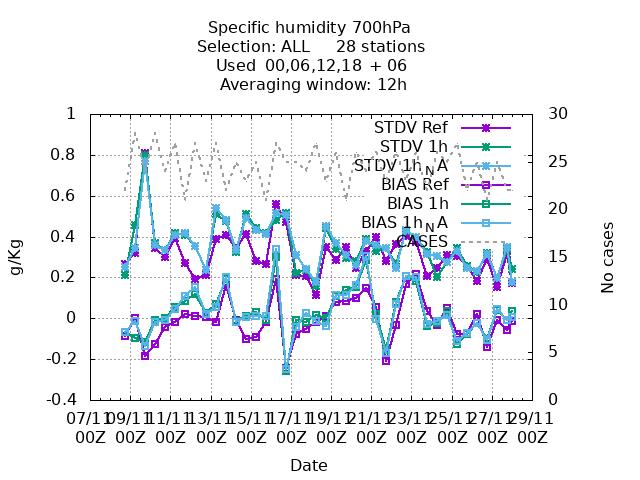 Specific humidity 700hPa
Selection: ALL 28 stations
Used 00,06,12,18 + 06
Averaging window: 12h
1 30
STDV Ref
STDV 1h
0.8 25
STDV 1h_NA
BIAS Ref
0.6 20
BIAS 1h
BIAS 1h_NA
CASES
0.4 15
0.2
0 10
-0.2 5
-0.4 0
g/Kg
No cases
07/11 09/11 11/11 13/11 15/11 17/11 19/11 21/11 23/11 25/11 27/11 29/11
00Z 00Z 00Z 00Z 00Z 00Z 00Z 00Z 00Z 00Z 00Z 00Z
Date